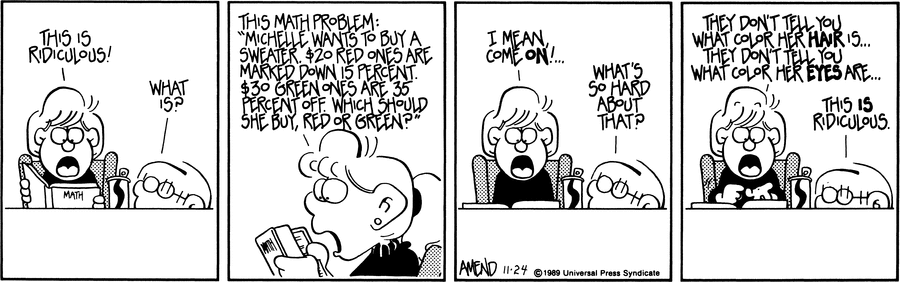 THIS IS
RIDICULOUS!
WHAT
IS?
MATH
THIS MATH PROBLEM:
"MICHELLE WANTS TO BUY A
SWEATER. $20 RED ONES ARE
MARKED DOWN 15 PERCENT.
$30 GREEN ONES ARE 35
PERCENT OFF. WHICH SHOULD
SHE BUY, RED OR GREEN?"
MATH
I MEAN,
COME ON!...
WHAT'S
SO HARD
ABOUT
THAT?
AMEND 11-24 ©1989 Universal Press Syndicate
THEY DON'T TELL YOU
WHAT COLOR HER HAIR IS...
THEY DON'T TELL YOU
WHAT COLOR HER EYES ARE...
THIS IS
RIDICULOUS.